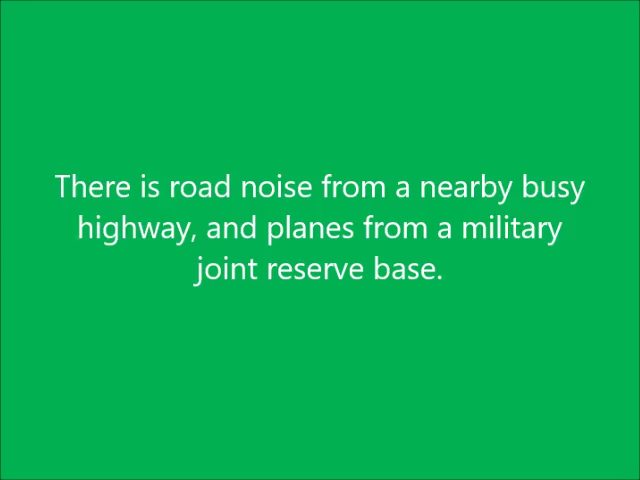 There is road noise from a nearby busy
highway, and planes from a military
joint reserve base.